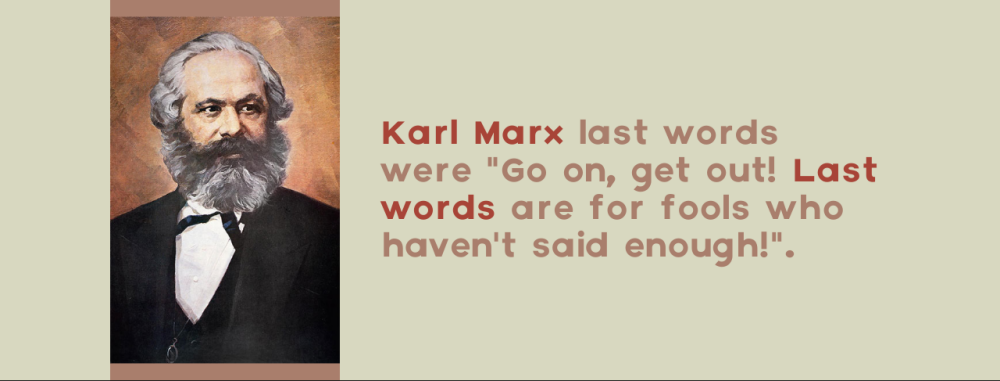 Karl Marx last words
were "Go on, get out! Last
words are for fools who
haven't said enough!".